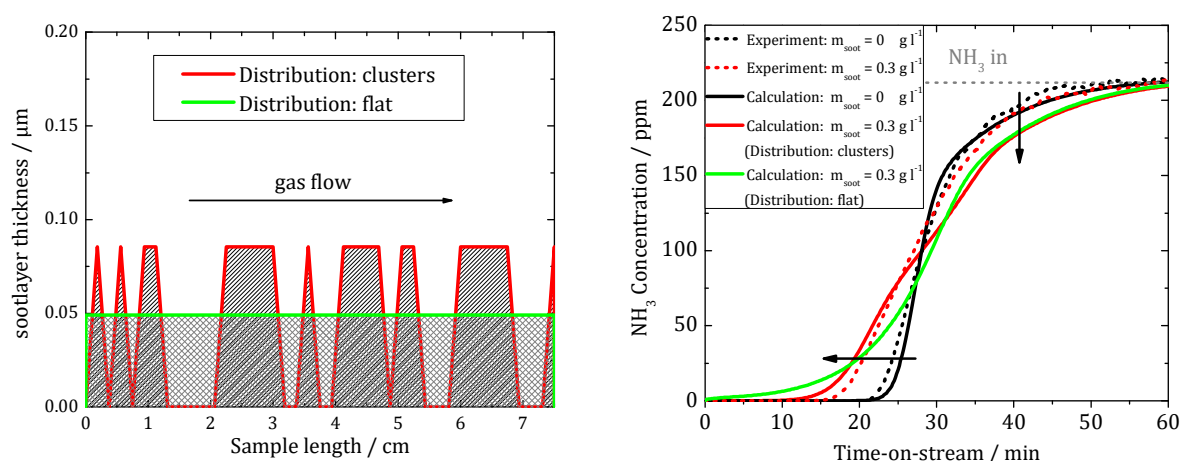 0.20
0.15
0.10
0.05
0.00
sootlayer thickness / μm
Distribution: clusters
Distribution: flat
gas flow
0 1 2 3 4 5 6 7
Sample length / cm
200
150
100
50
0
NH3 Concentration / ppm
Experiment: msoot = 0 g l-1
Experiment: msoot = 0.3 g l-1
Calculation: msoot = 0 g l-1
Calculation: msoot = 0.3 g l-1
(Distribution: clusters)
Calculation: msoot = 0.3 g l-1
(Distribution: flat)
NH3 in
0 10 20 30 40 50 60
Time-on-stream / min